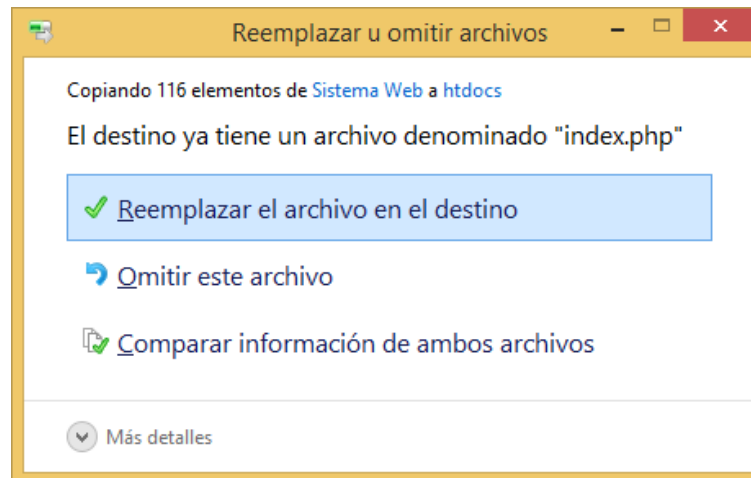 Reemplazar u omitir archivos
Copiando 116 elementos de Sistema Web a htdocs
El destino ya tiene un archivo denominado "index.php"
Reemplazar el archivo en el destino
Omitir este archivo
Comparar información de ambos archivos
Más detalles